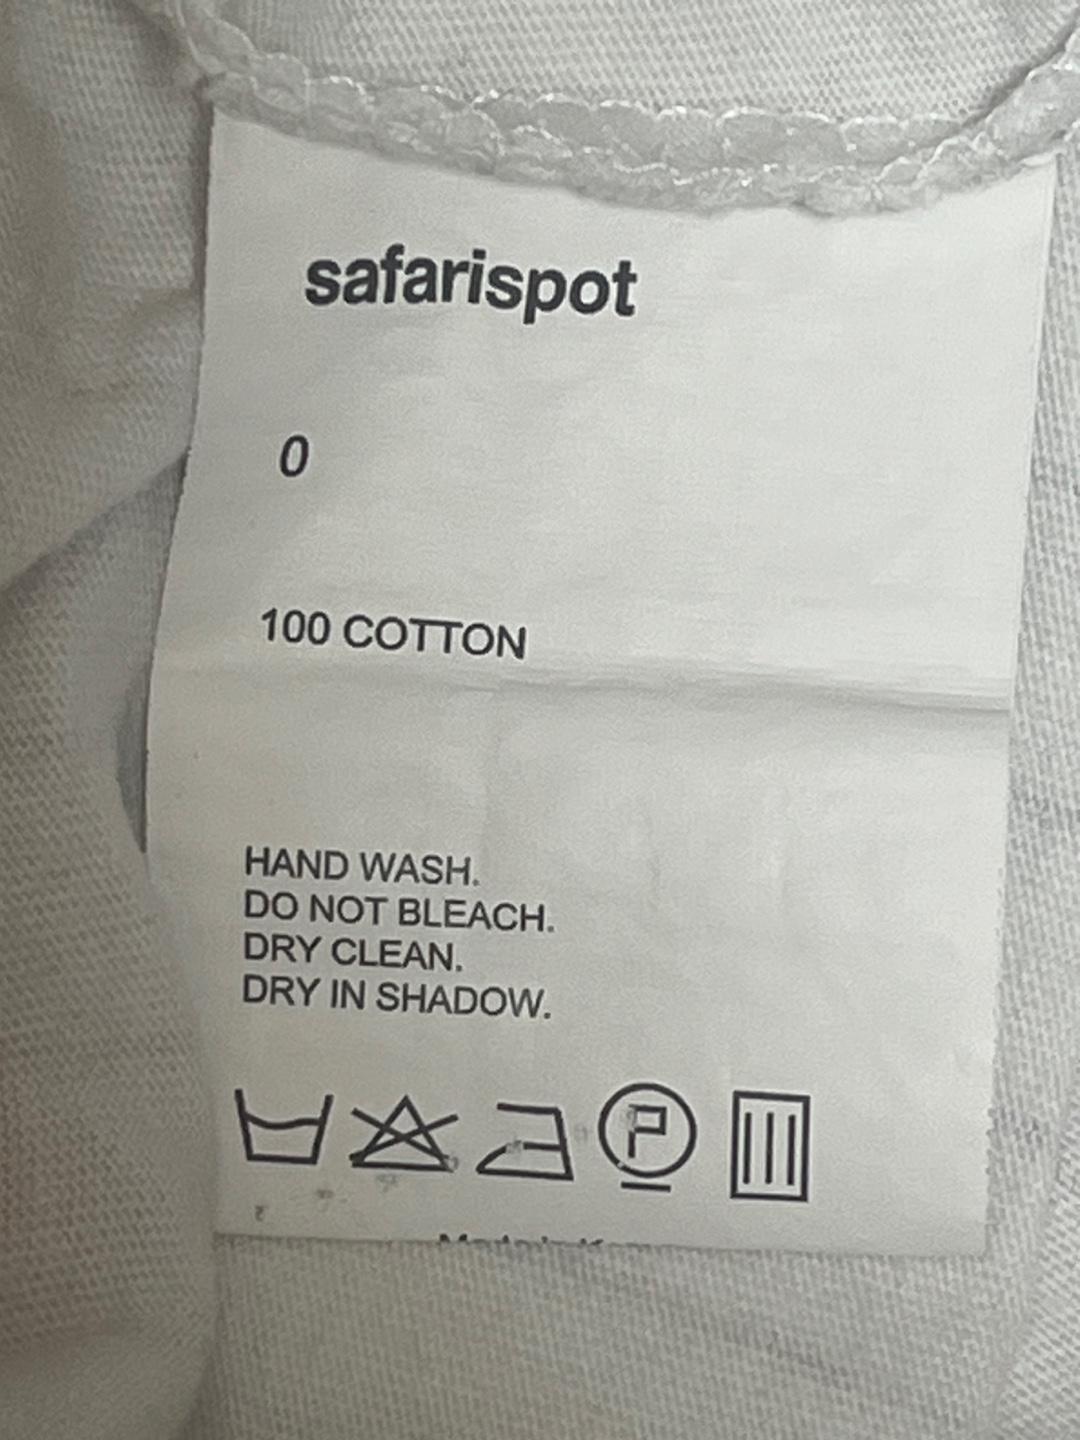 safarispot
0
100 COTTON
HAND WASH.
DO NOT BLEACH.
DRY CLEAN.
DRY IN SHADOW.
P